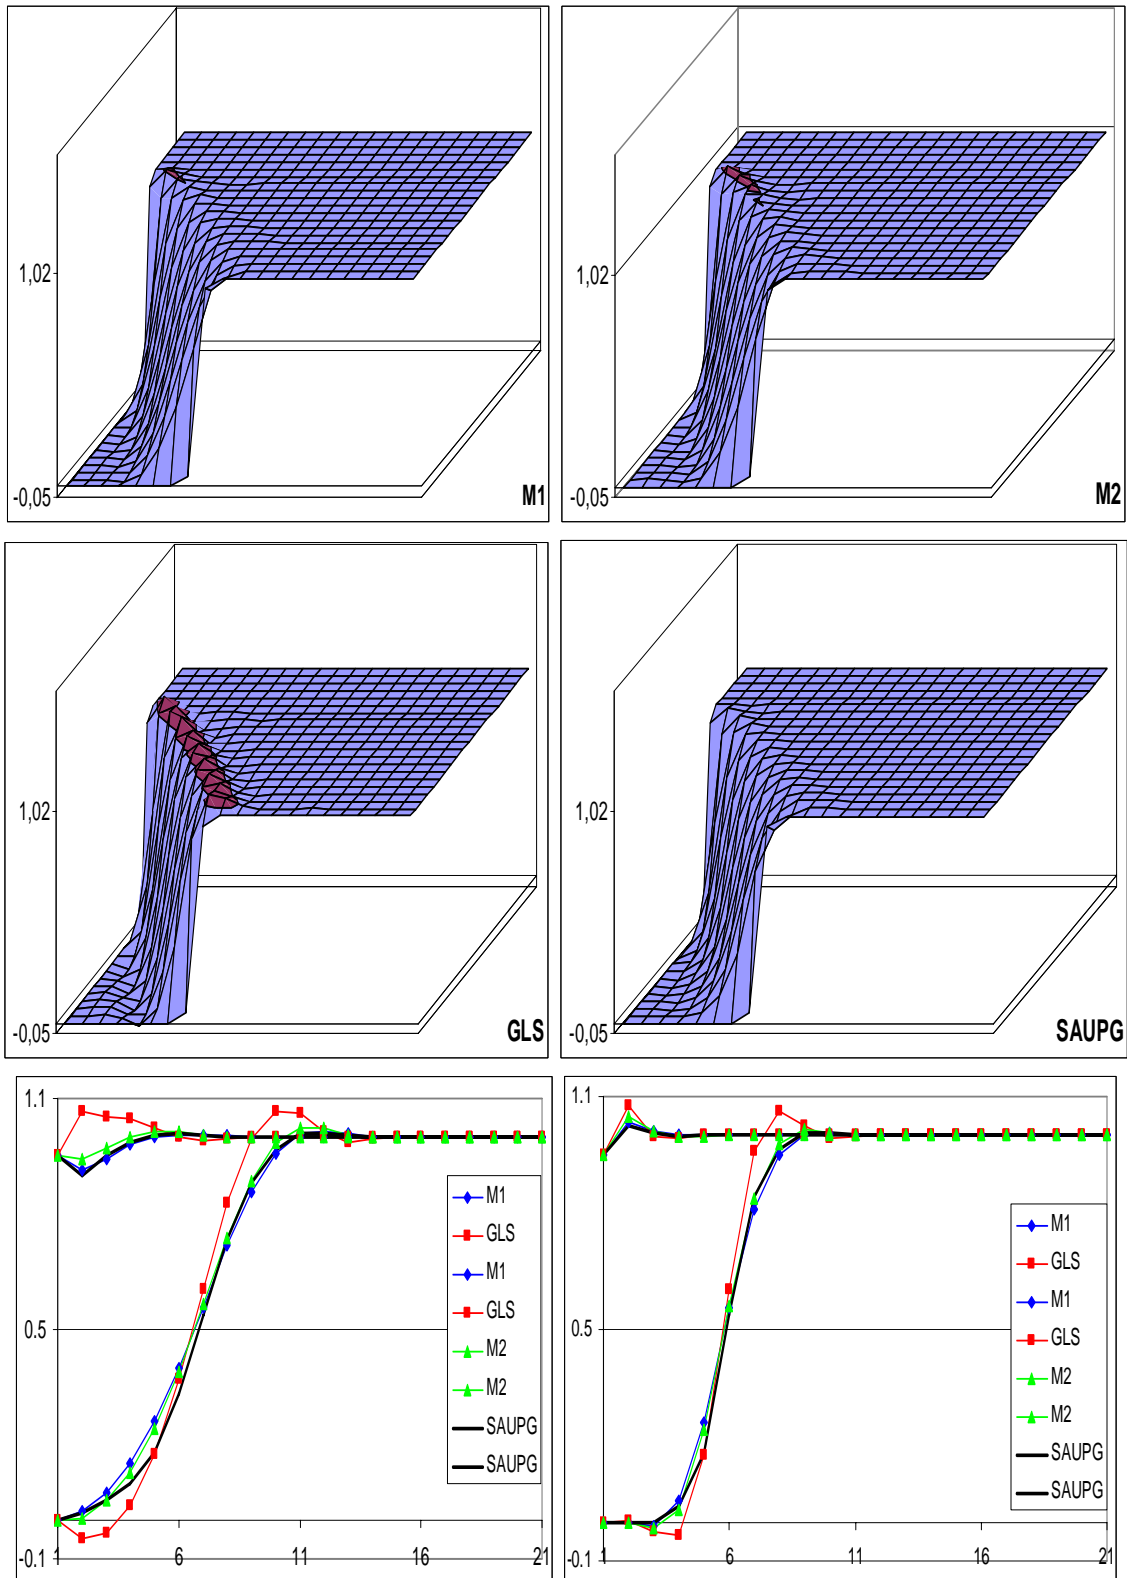 1,02
-0,05
M1
1,02
-0,05
M2
1,02
-0,05
GLS
1,02
-0,05
SAUPG
1.1
0.5
-0.1
1 6 11 16 21
M1
GLS
M1
GLS
M2
M2
SAUPG
SAUPG
1.1
0.5
-0.1
1 6 11 16 21
M1
GLS
M1
GLS
M2
M2
SAUPG
SAUPG